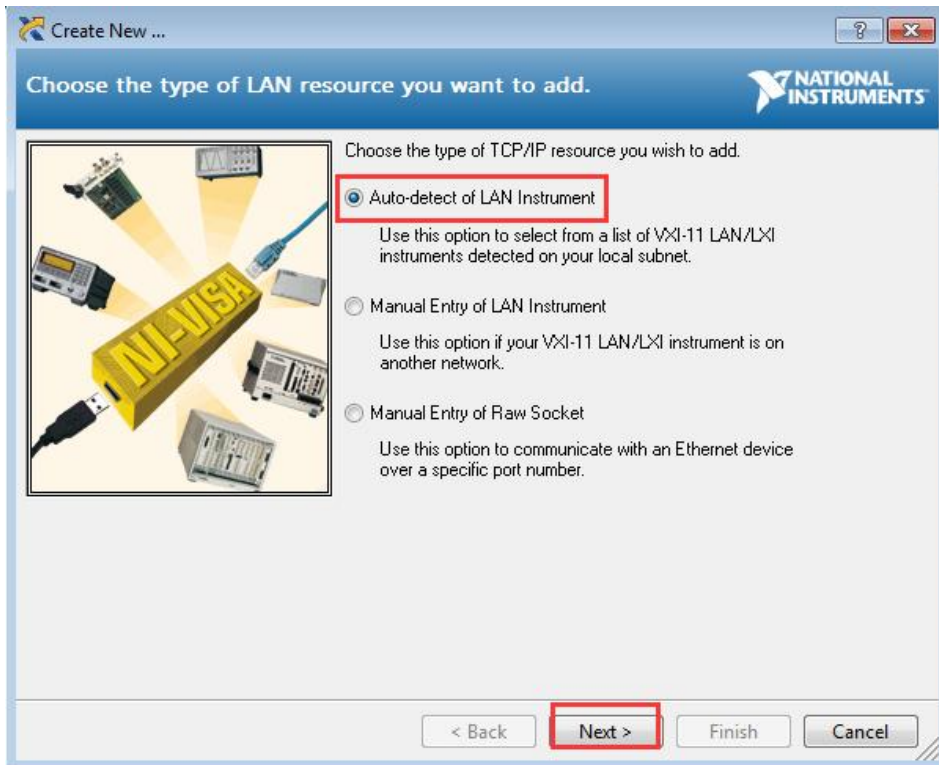 Create New ...
Choose the type of LAN resource you want to add.
NATIONAL
INSTRUMENTS
Choose the type of TCP/IP resource you wish to add.
Auto-detect of LAN Instrument
Use this option to select from a list of VXI-11 LAN/LXI
instruments detected on your local subnet.
Manual Entry of LAN Instrument
Use this option if your VXI-11 LAN/LXI instrument is on
another network.
Manual Entry of Raw Socket
Use this option to communicate with an Ethernet device
over a specific port number.
NI-VISA
< Back
Next >
Finish
Cancel